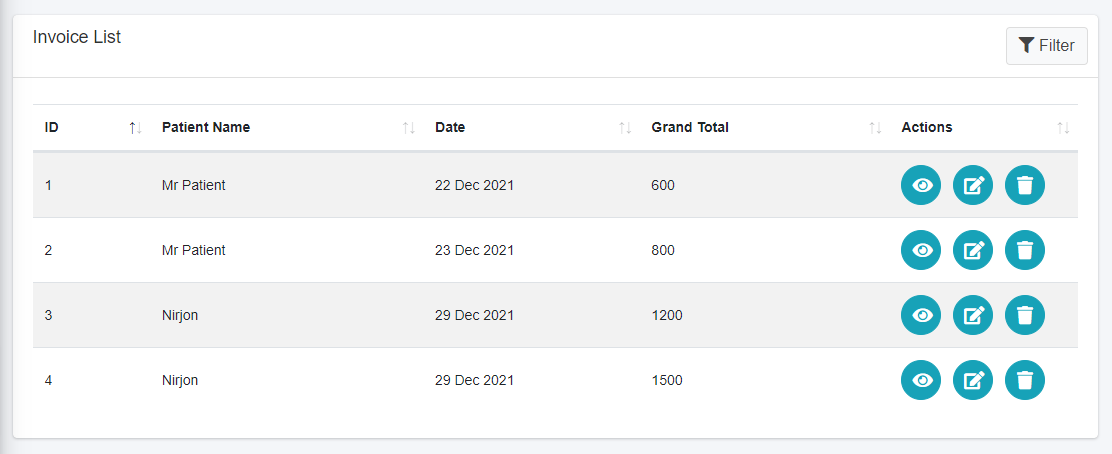 Invoice List
Filter
ID Patient Name Date Grand Total Actions
1 Mr Patient 22 Dec 2021 600
2 Mr Patient 23 Dec 2021 800
3 Nirjon 29 Dec 2021 1200
4 Nirjon 29 Dec 2021 1500